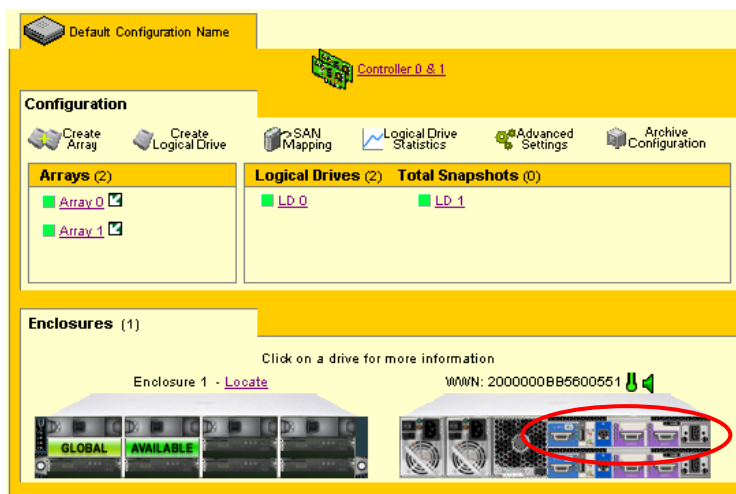 Default Configuration Name
Controller 0 & 1
Configuration
Create Array
Create Logical Drive
SAN Mapping
Logical Drive Statistics
Advanced Settings
Archive Configuration
Arrays (2)
Logical Drives (2) Total Snapshots (0)
Array 0
LD 0
LD 1
Array 1
Enclosures (1)
Click on a drive for more information
Enclosure 1 - Locate
WWN: 2000000BB5600551
GLOBAL
AVAILABLE